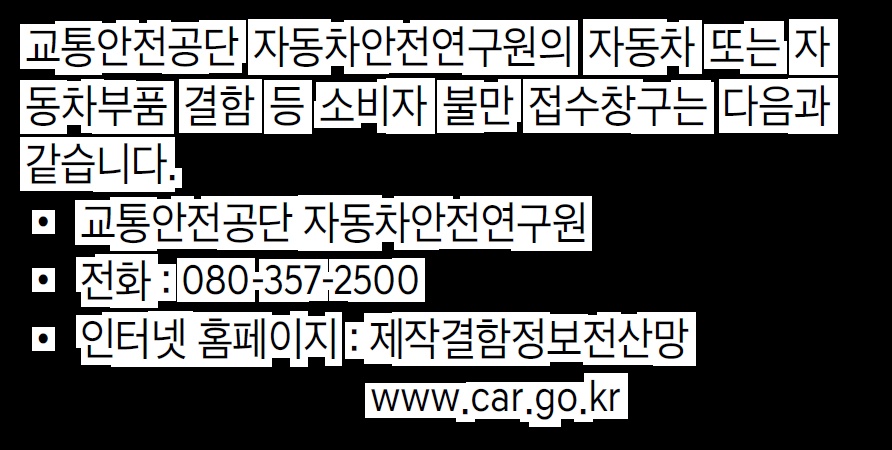 교통안전공단 자동차안전연구원의 자동차 또는 자
동차부품 결함 등 소비자 불만 접수창구는 다음과
같습니다.
• 교통안전공단 자동차안전연구원
• 전화 : 080-357-2500
• 인터넷 홈페이지 : 제작결함정보전산망
www.car.go.kr